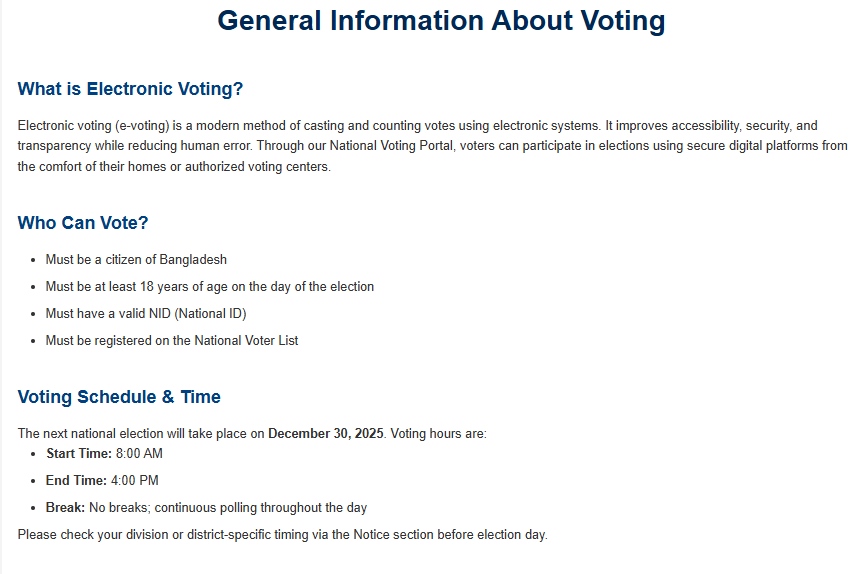 General Information About Voting
What is Electronic Voting?
Electronic voting (e-voting) is a modern method of casting and counting votes using electronic systems. It improves accessibility, security, and
transparency while reducing human error. Through our National Voting Portal, voters can participate in elections using secure digital platforms from
the comfort of their homes or authorized voting centers.
Who Can Vote?
• Must be a citizen of Bangladesh
• Must be at least 18 years of age on the day of the election
• Must have a valid NID (National ID)
• Must be registered on the National Voter List
Voting Schedule & Time
The next national election will take place on December 30, 2025. Voting hours are:
• Start Time: 8:00 AM
• End Time: 4:00 PM
• Break: No breaks; continuous polling throughout the day
Please check your division or district-specific timing via the Notice section before election day.